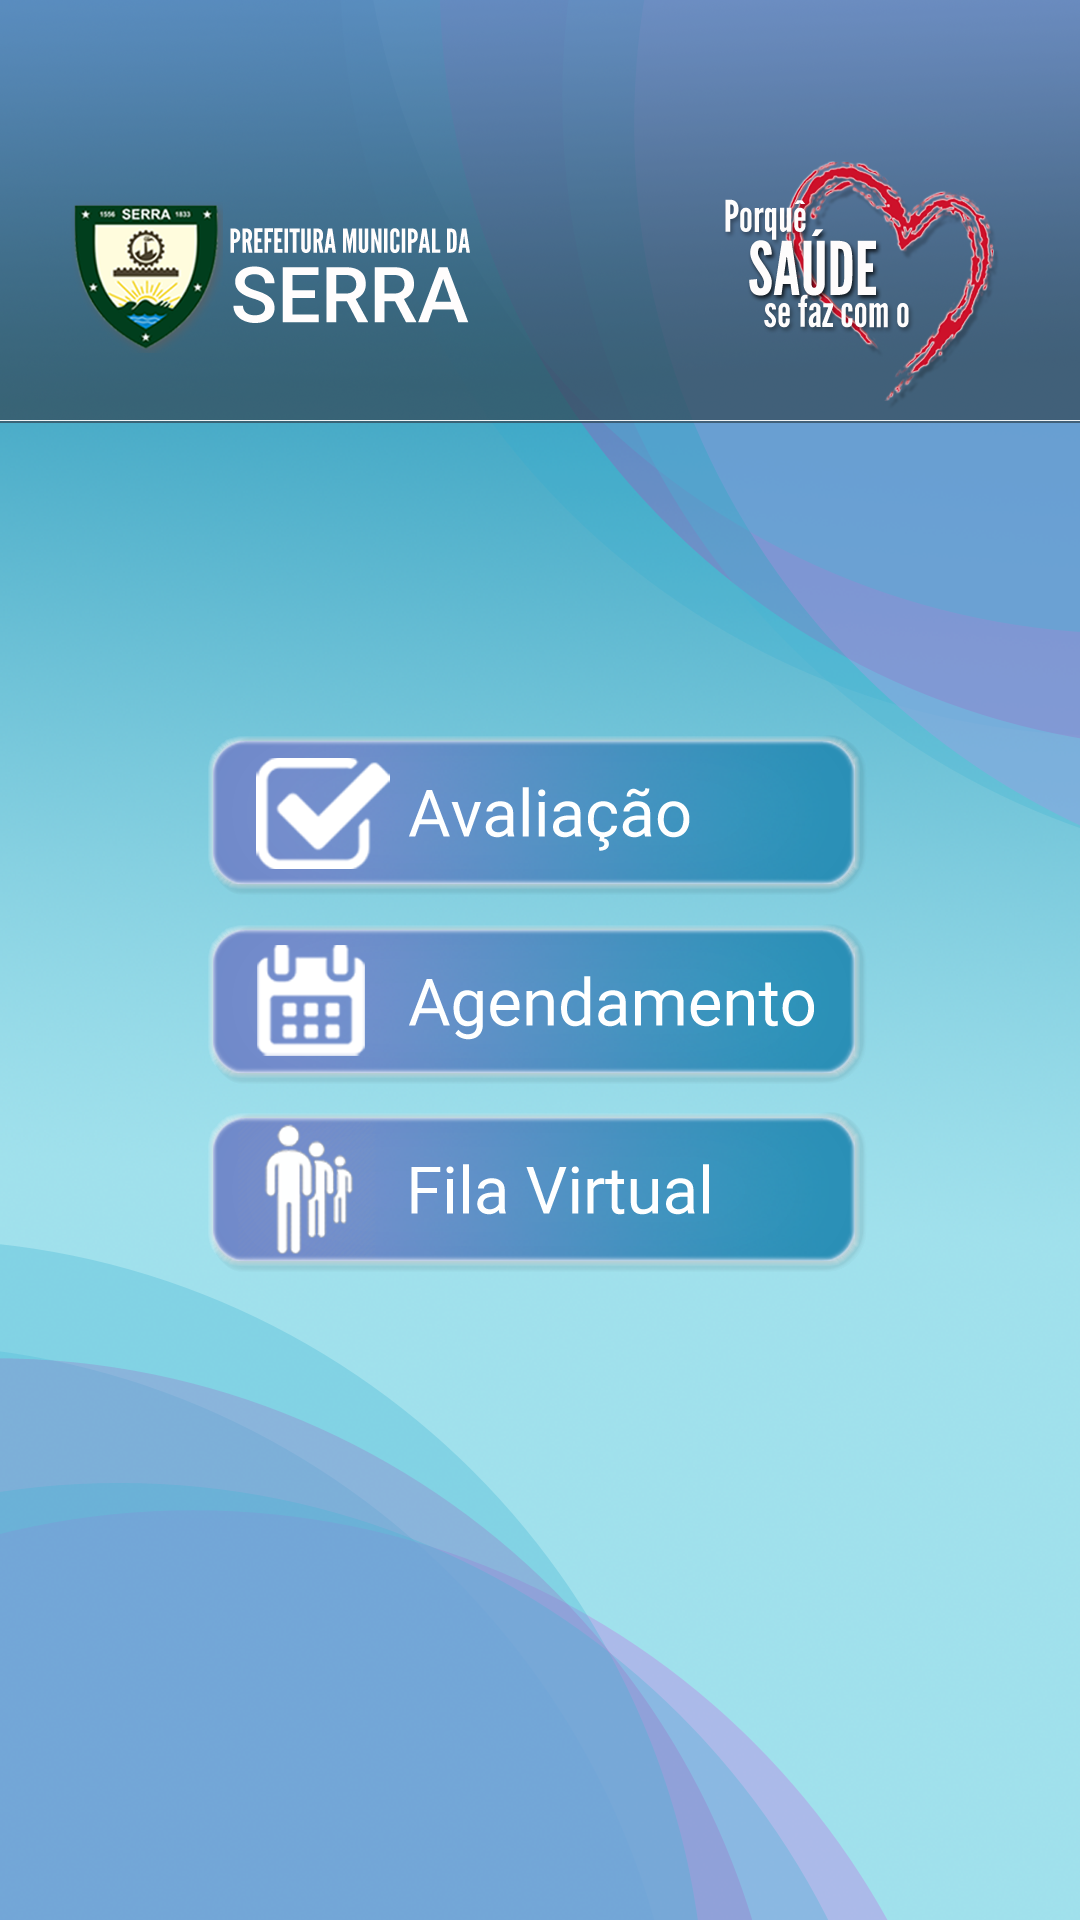 1556 SERRA 1833
PREFEITURA MUNICIPAL DA
SERRA
Porquê
SAÚDE
se faz com o
Avaliação
Agendamento
Fila Virtual